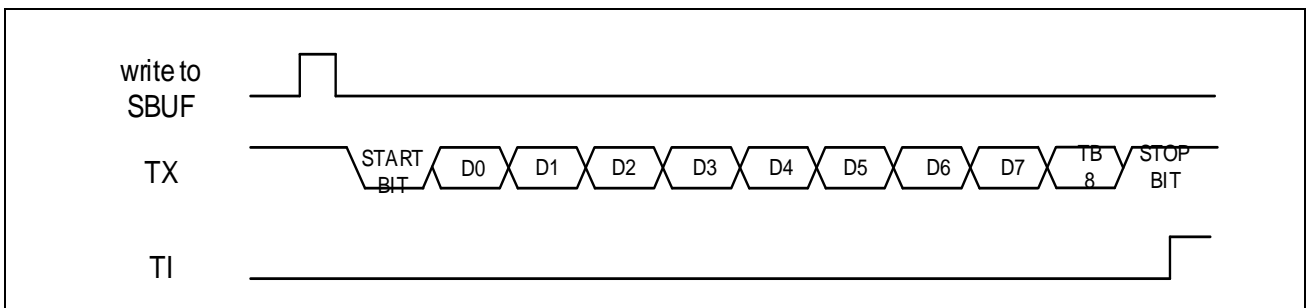 write to
SBUF
TX
START
BIT
D0
D1
D2
D3
D4
D5
D6
D7
TB
8
STOP
BIT
TI